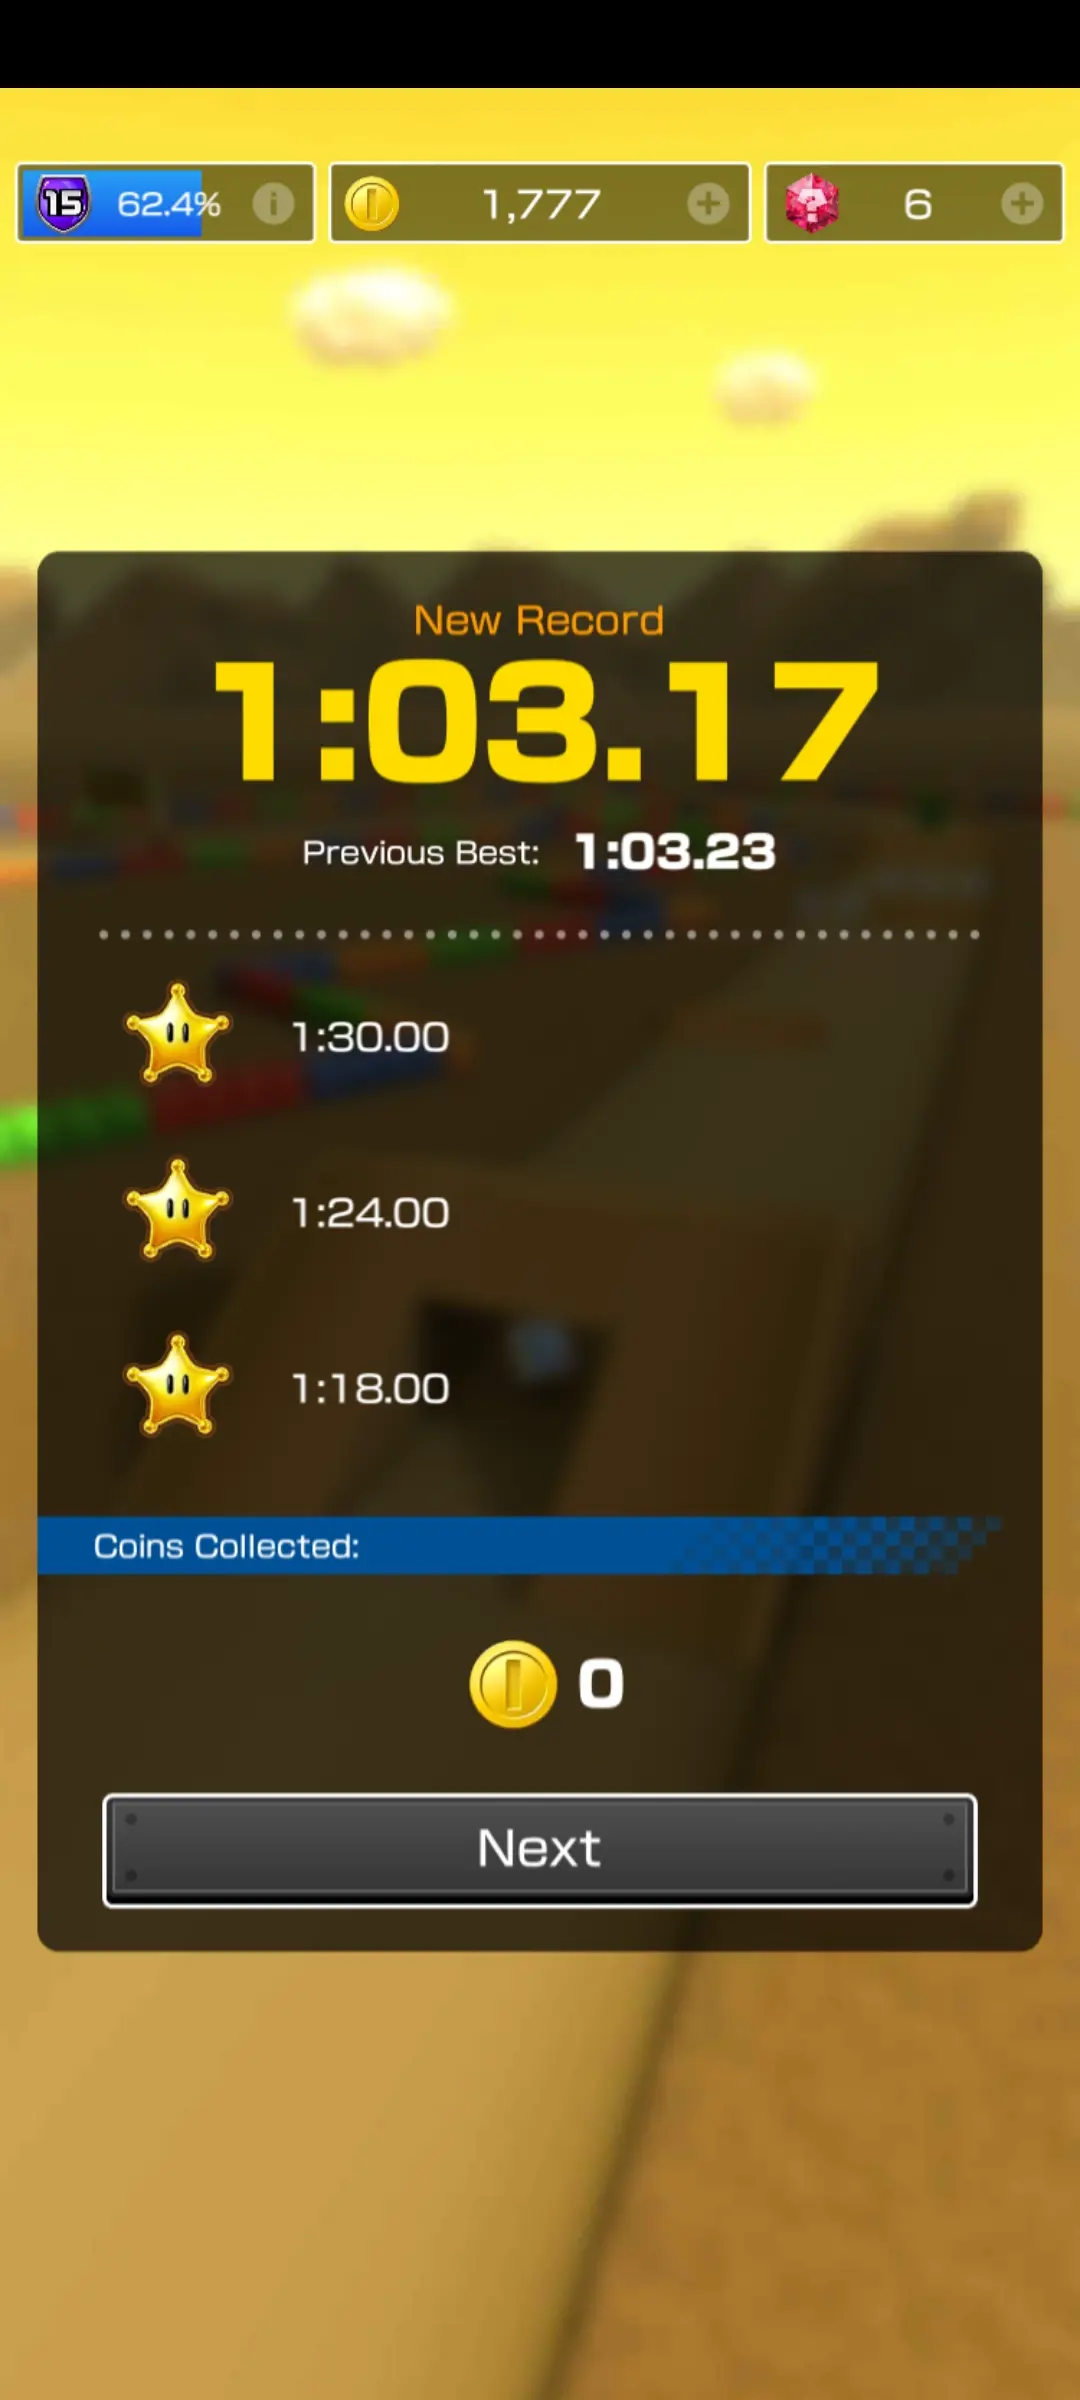 15 62.4% i 1,777 + ? 6 +
New Record
1:03.17
Previous Best: 1:03.23
1:30.00
1:24.00
1:18.00
Coins Collected:
0
Next